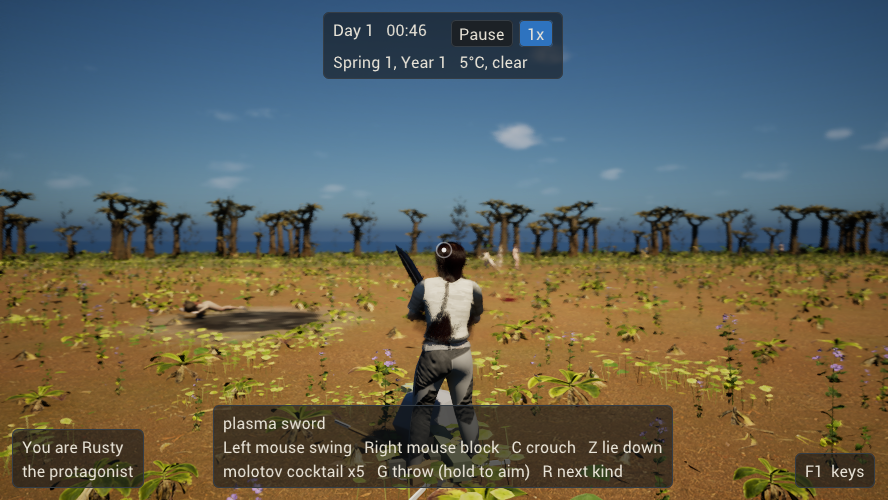 Day 1 00:46 Pause 1x
Spring 1, Year 1 5°C, clear
plasma sword
Left mouse swing Right mouse block C crouch Z lie down
molotov cocktail x5 G throw (hold to aim) R next kind
You are Rusty
the protagonist
F1 keys